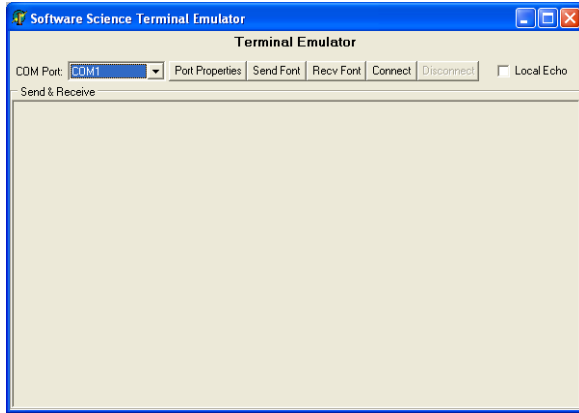 Software Science Terminal Emulator
Terminal Emulator
COM Port: COM1 Port Properties Send Font Recv Font Connect Disconnect Local Echo
Send & Receive